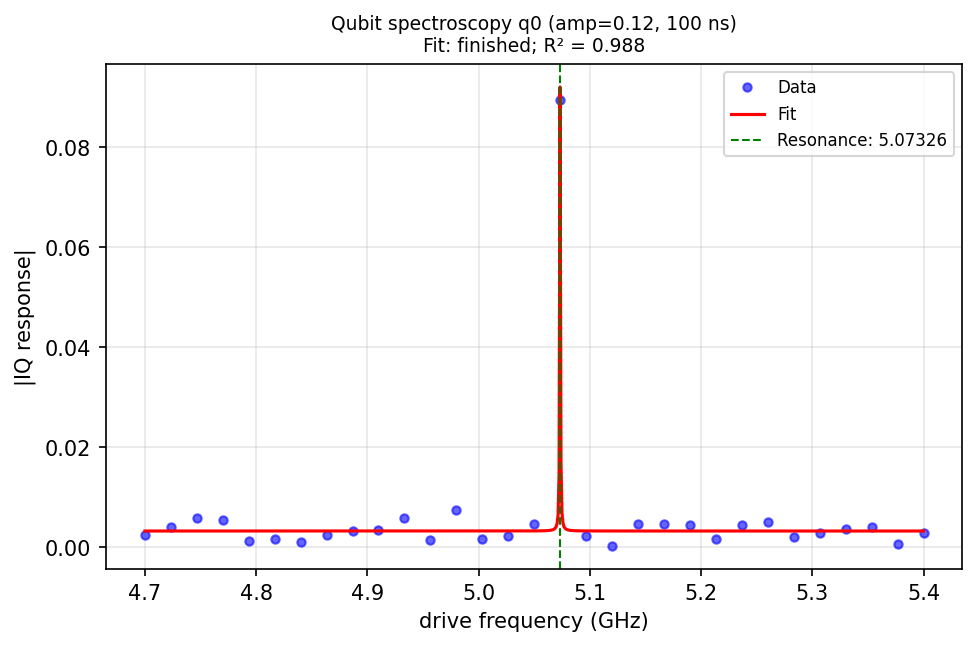 Qubit spectroscopy q0 (amp=0.12, 100 ns)
Fit: finished; R² = 0.988
Data
Fit
Resonance: 5.07326
|IQ response|
0.08
0.06
0.04
0.02
0.00
4.7 4.8 4.9 5.0 5.1 5.2 5.3 5.4
drive frequency (GHz)